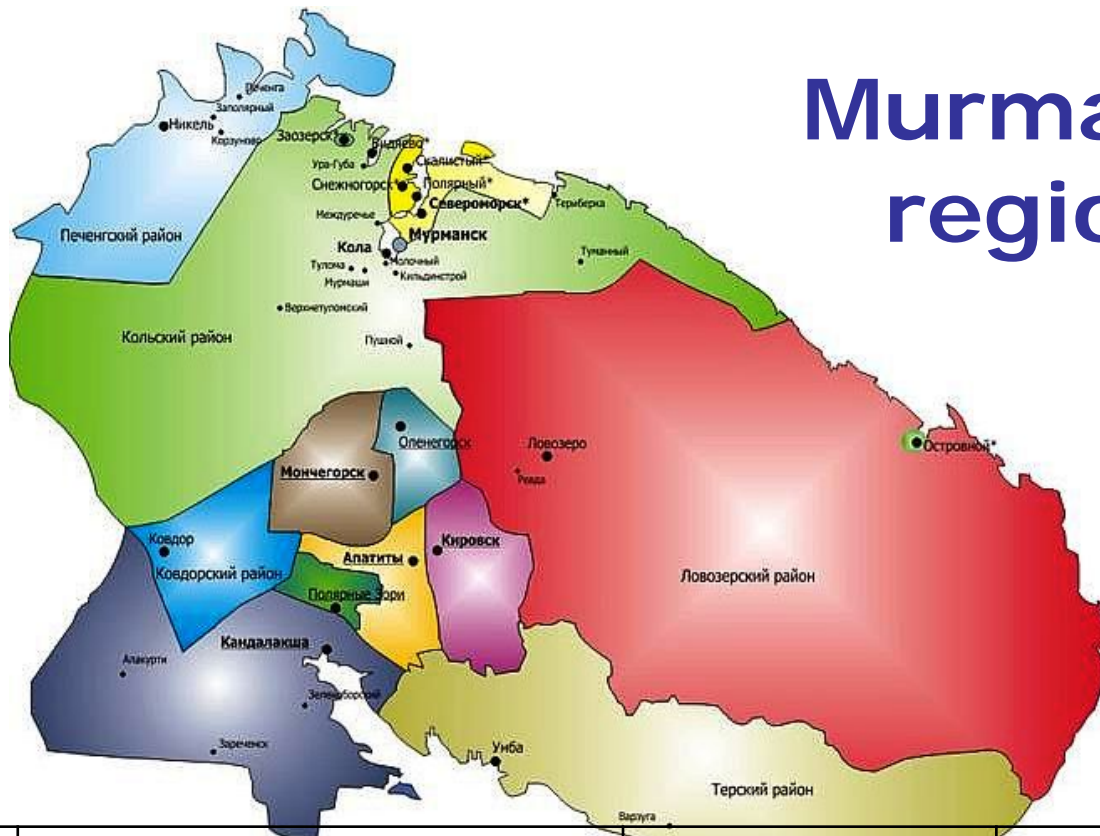 Murma
regio
Печенга
Заполярный
Никель
Корзуново
Заозерск*
Видяево*
Ура-Губа
Скалистый*
Снежногорск*
Полярный*
Североморск*
Териберка
Печенгский район
Междуречье
Мурманск
Кола
Молочный
Туманный
Тулома
Кильдинстрой
Мурмаши
Верхнетуломский
Кольский район
Пушной
Оленегорск
Ловозеро
Островной*
Мончегорск
Ревда
Ковдор
Кировск
Апатиты
Ковдорский район
Ловозерский район
Полярные Зори
Кандалакша
Алакурти
Зеленоборский
Зареченск
Умба
Терский район
Варзуга